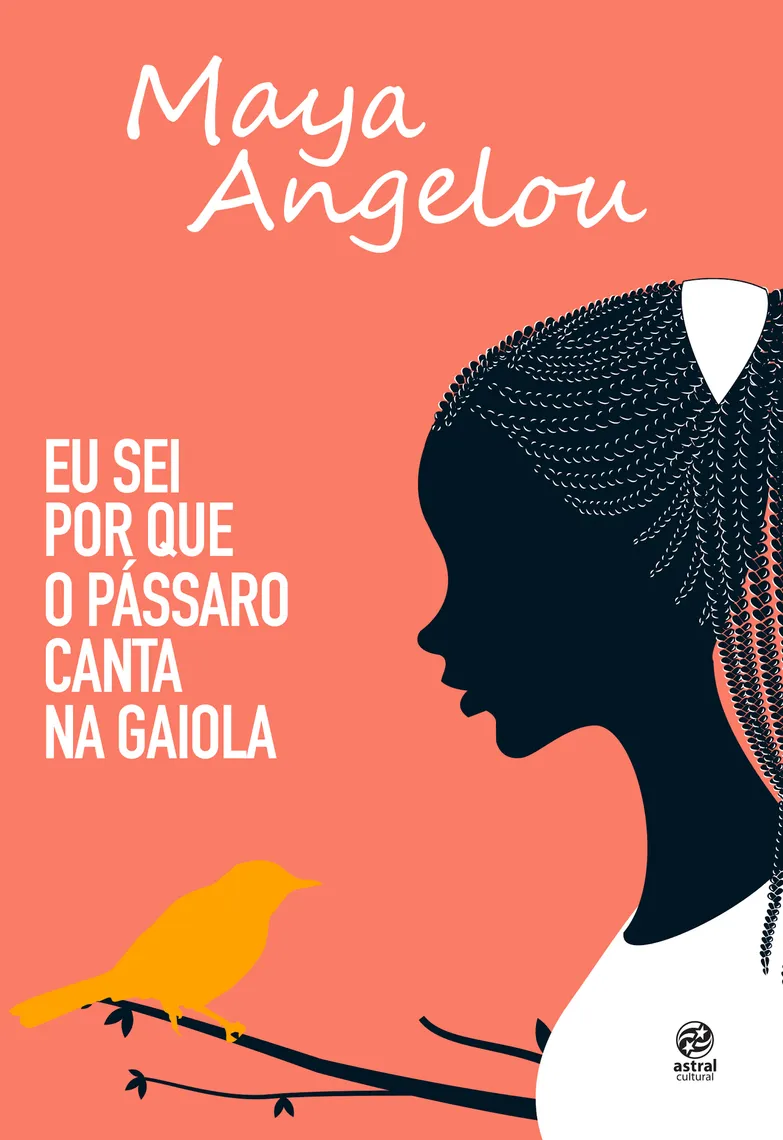 Maya
Angelou
EU SEI
POR QUE
O PÁSSARO
CANTA
NA GAIOLA
astral
cultural